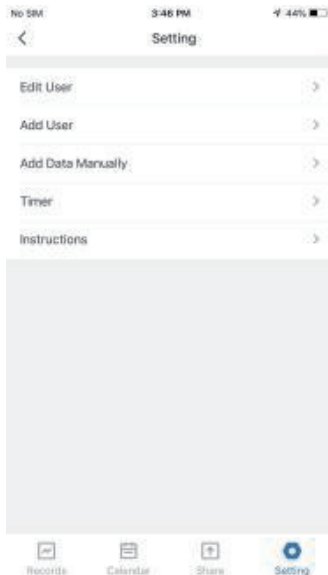 No SIM 3:46 PM 44%
Setting
Edit User
Add User
Add Data Manually
Timer
Instructions
Records Calendar Share Setting